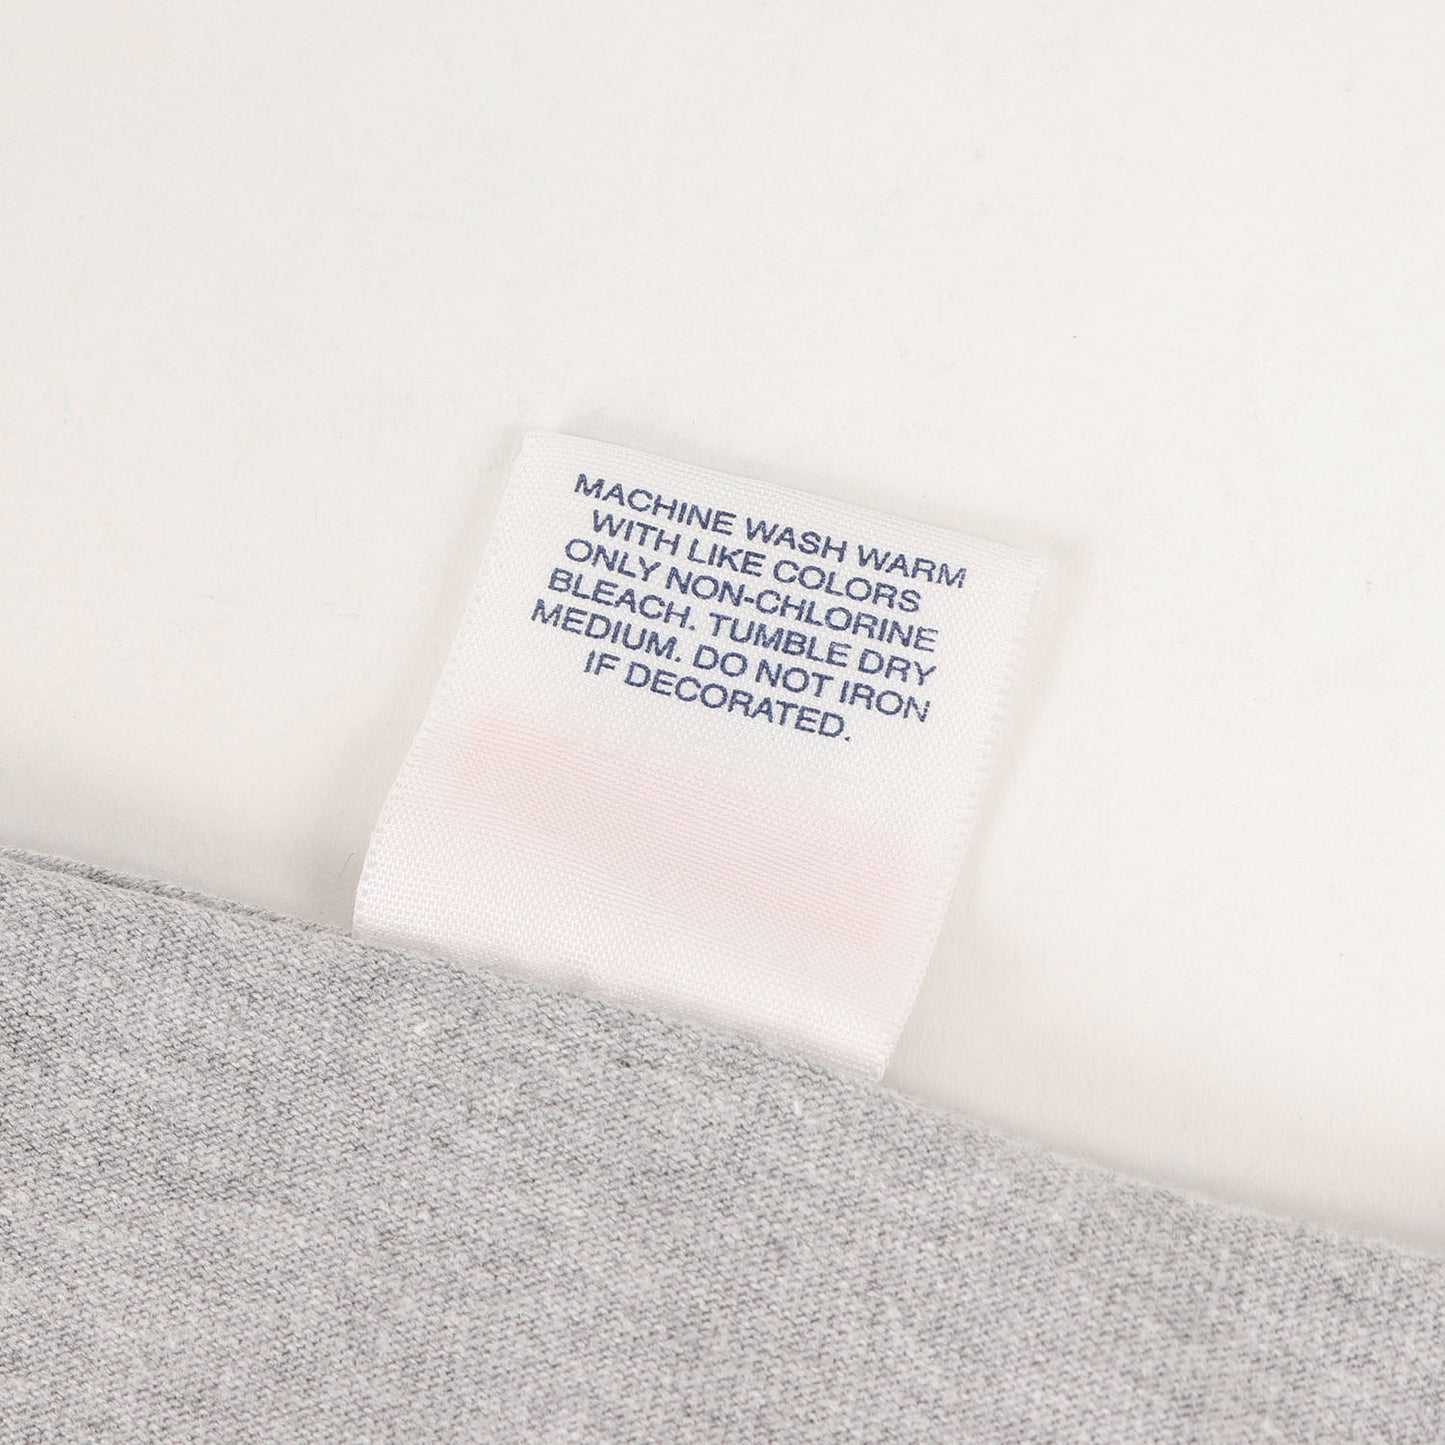 MACHINE WASH WARM
WITH LIKE COLORS
ONLY NON-CHLORINE
BLEACH. TUMBLE DRY
MEDIUM. DO NOT IRON
IF DECORATED.